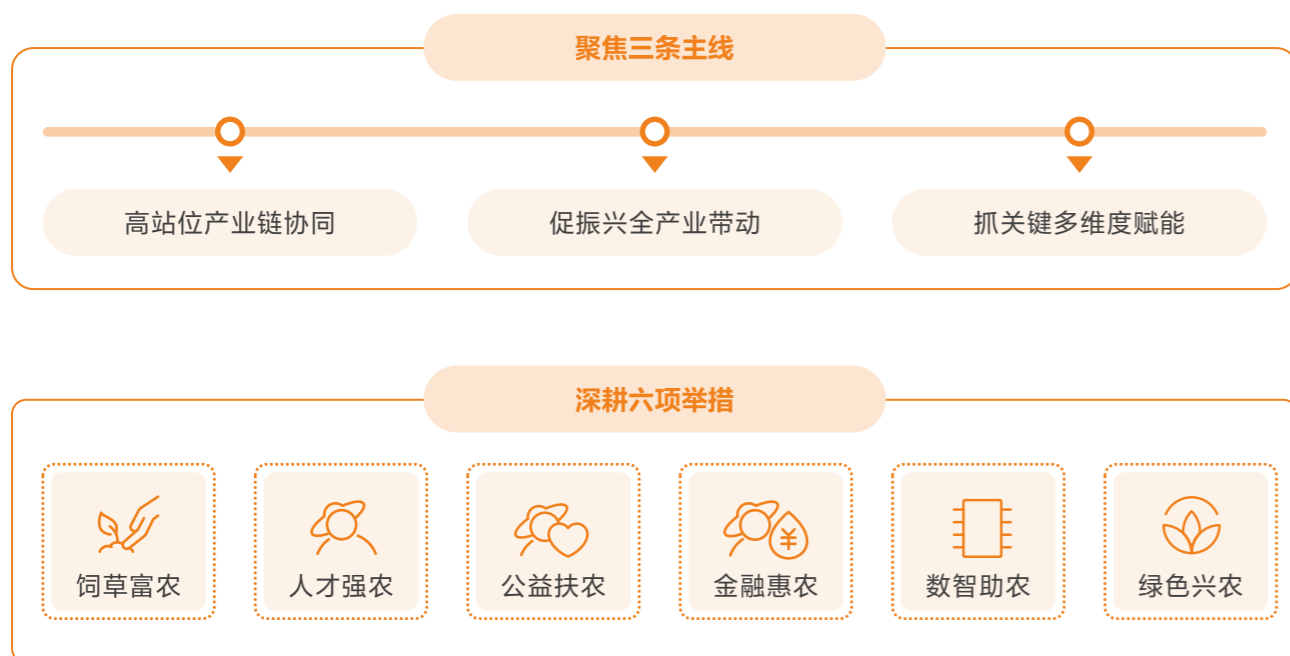 聚焦三条主线
高站位产业链协同
促振兴全产业带动
抓关键多维度赋能
深耕六项举措
饲草富农
人才强农
公益扶农
金融惠农
数智助农
绿色兴农